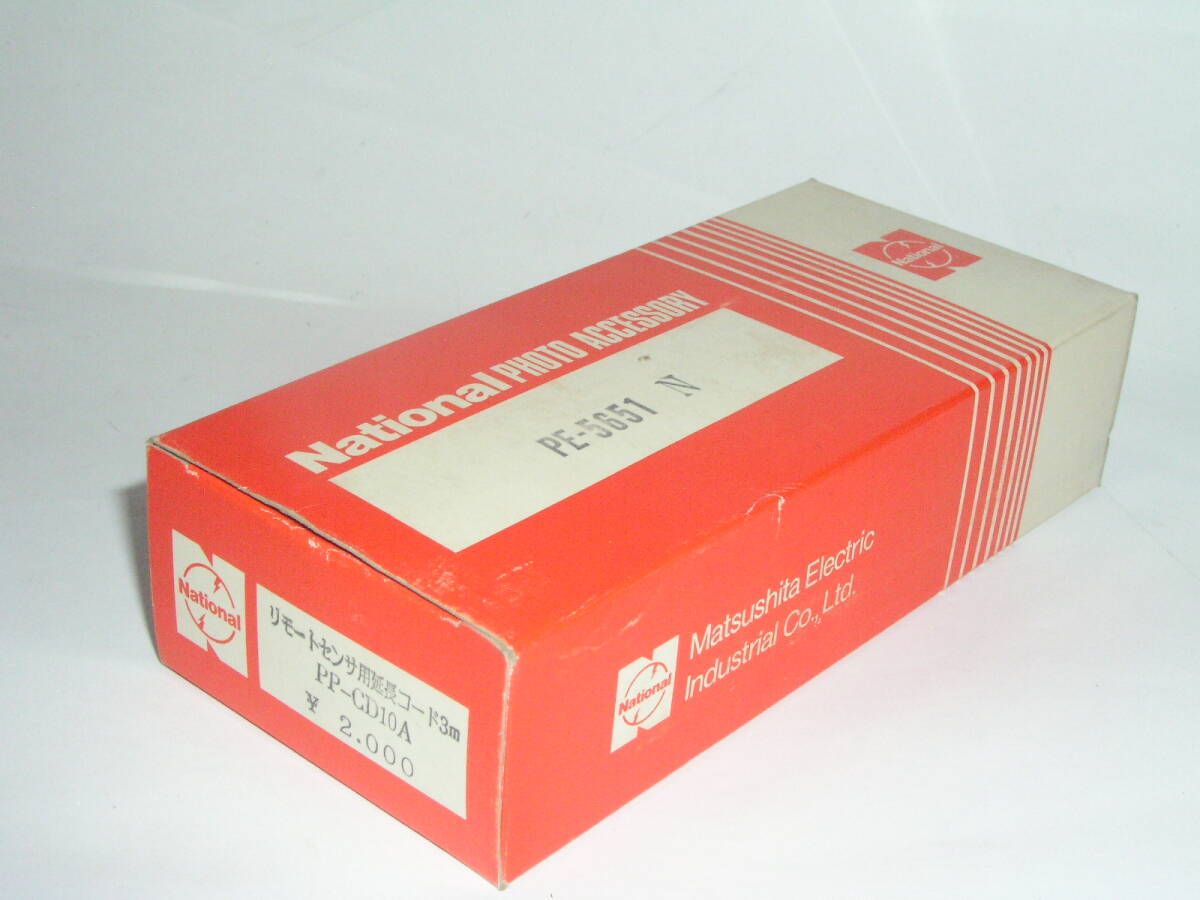 National
National PHOTO ACCESSORY
PE-5651 N
National
リモートセンサ用延長コード3m
PP-CD10A
¥ 2.000
National
Matsushita Electric
Industrial Co., Ltd.